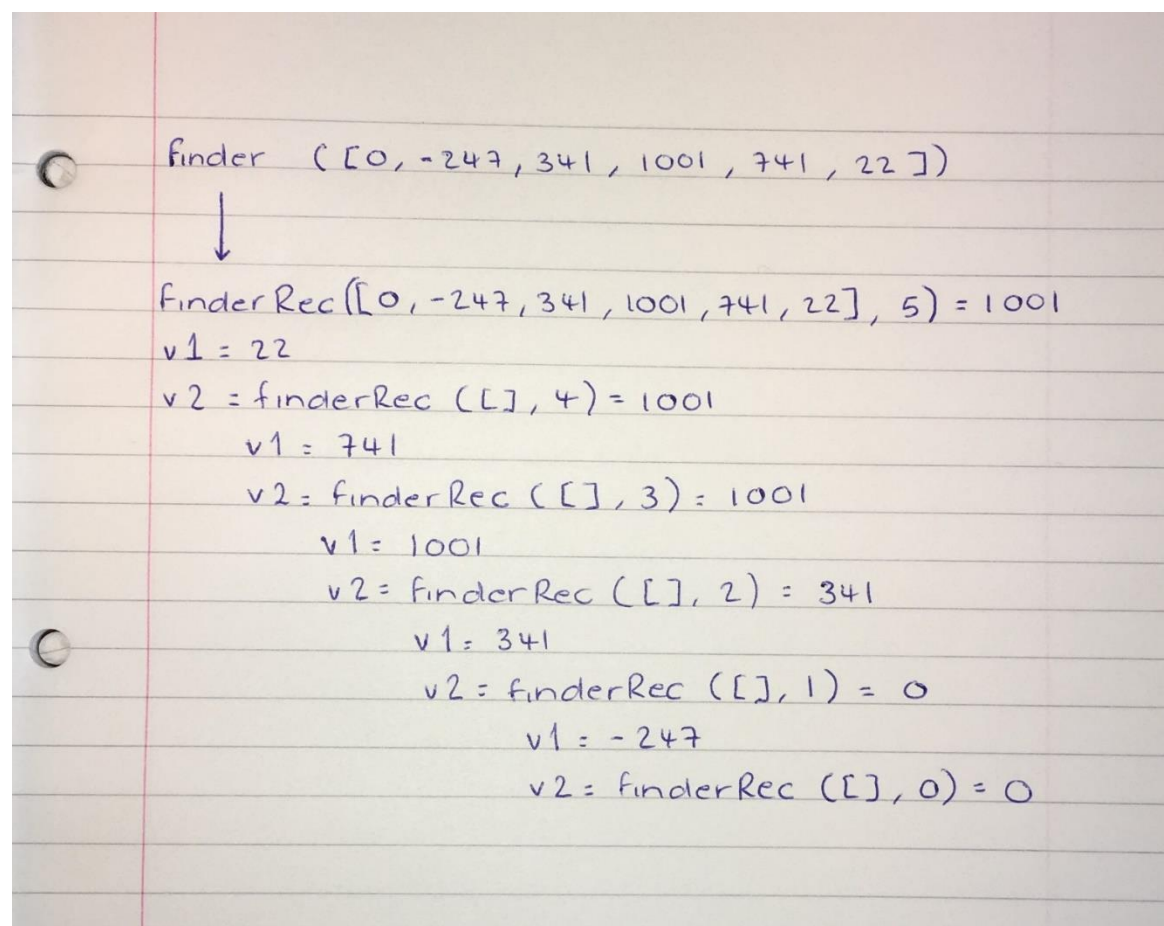 finder ([0, -247, 341, 1001, 741, 22])
finderRec([0, -247, 341, 1001, 741, 22], 5) = 1001
v1 = 22
v2 = finderRec ([], 4) = 1001
v1 = 741
v2 = finderRec ([], 3) = 1001
v1 = 1001
v2 = finderRec ([], 2) = 341
v1 = 341
v2 = finderRec ([], 1) = 0
v1 = -247
v2 = finderRec ([], 0) = 0